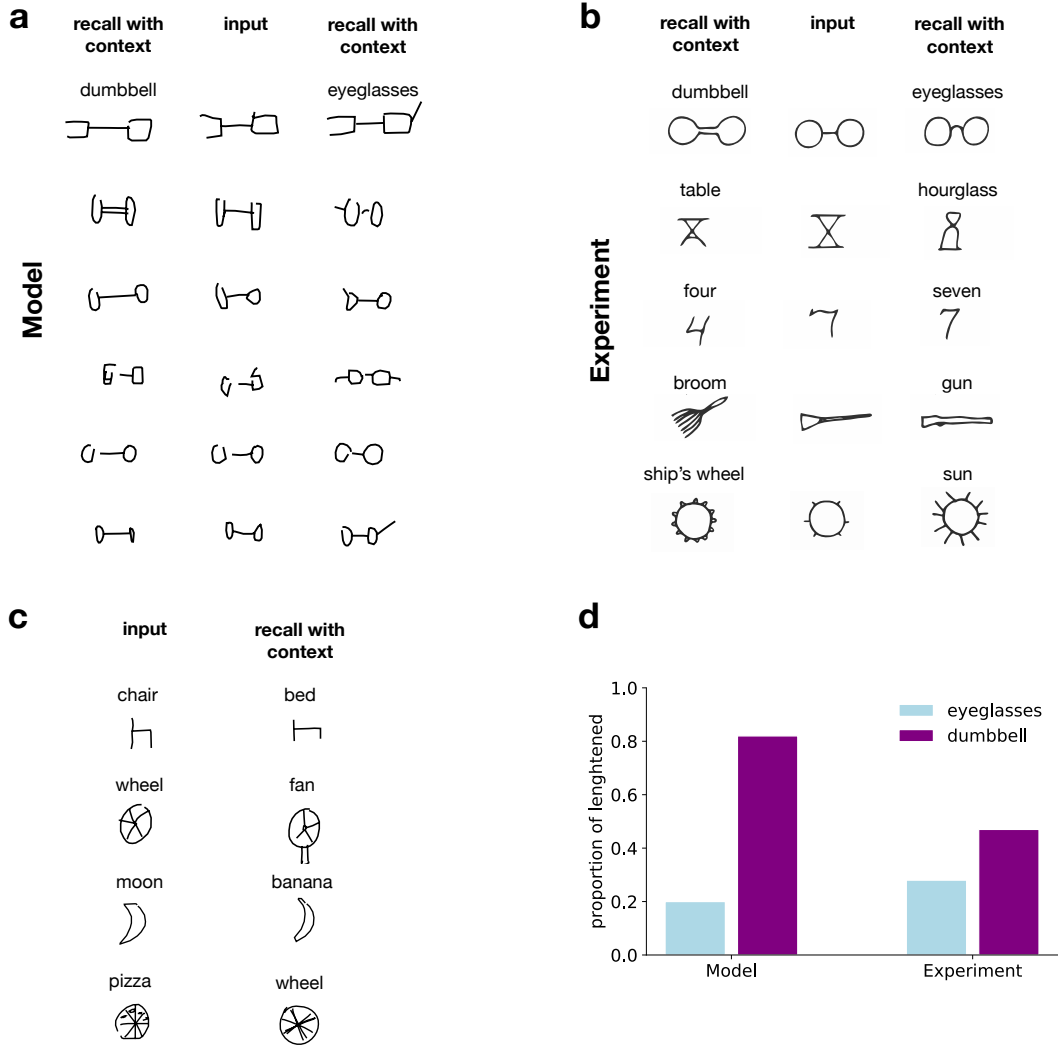 a
recall with context
input
recall with context
dumbbell
eyeglasses
Model
b
recall with context
input
recall with context
dumbbell
eyeglasses
table
hourglass
four
seven
broom
gun
ship's wheel
sun
Experiment
c
input
recall with context
chair
bed
wheel
fan
moon
banana
pizza
wheel
d
proportion of lenghtened
1.0
0.8
0.6
0.4
0.2
0.0
eyeglasses
dumbbell
Model
Experiment